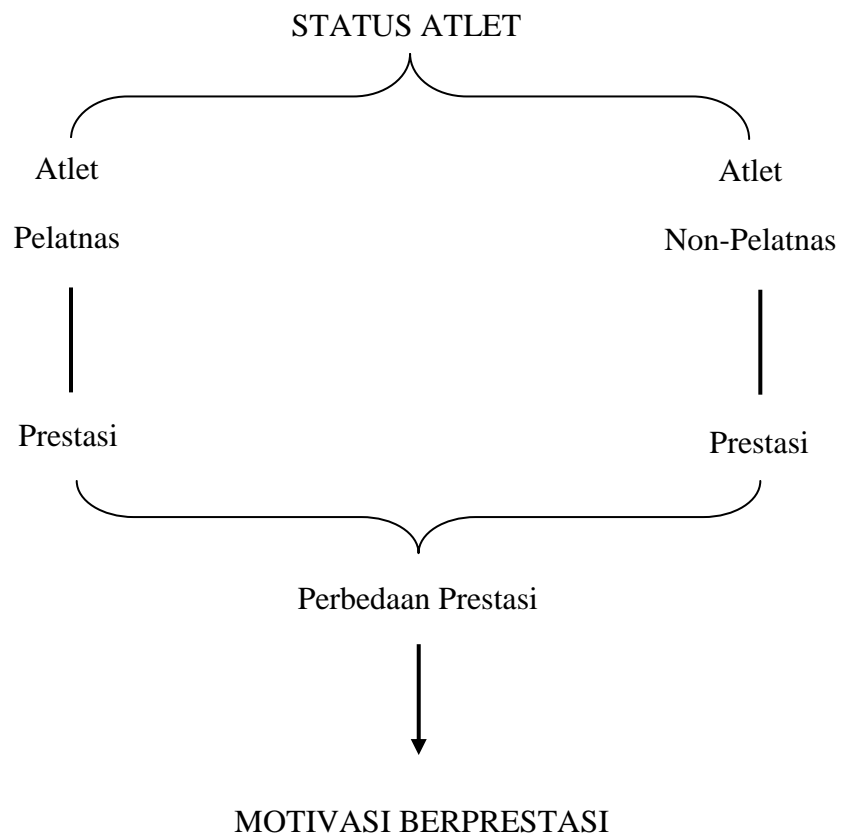 STATUS ATLET
Atlet
Pelatnas
Atlet
Non-Pelatnas
Prestasi
Prestasi
Perbedaan Prestasi
MOTIVASI BERPRESTASI